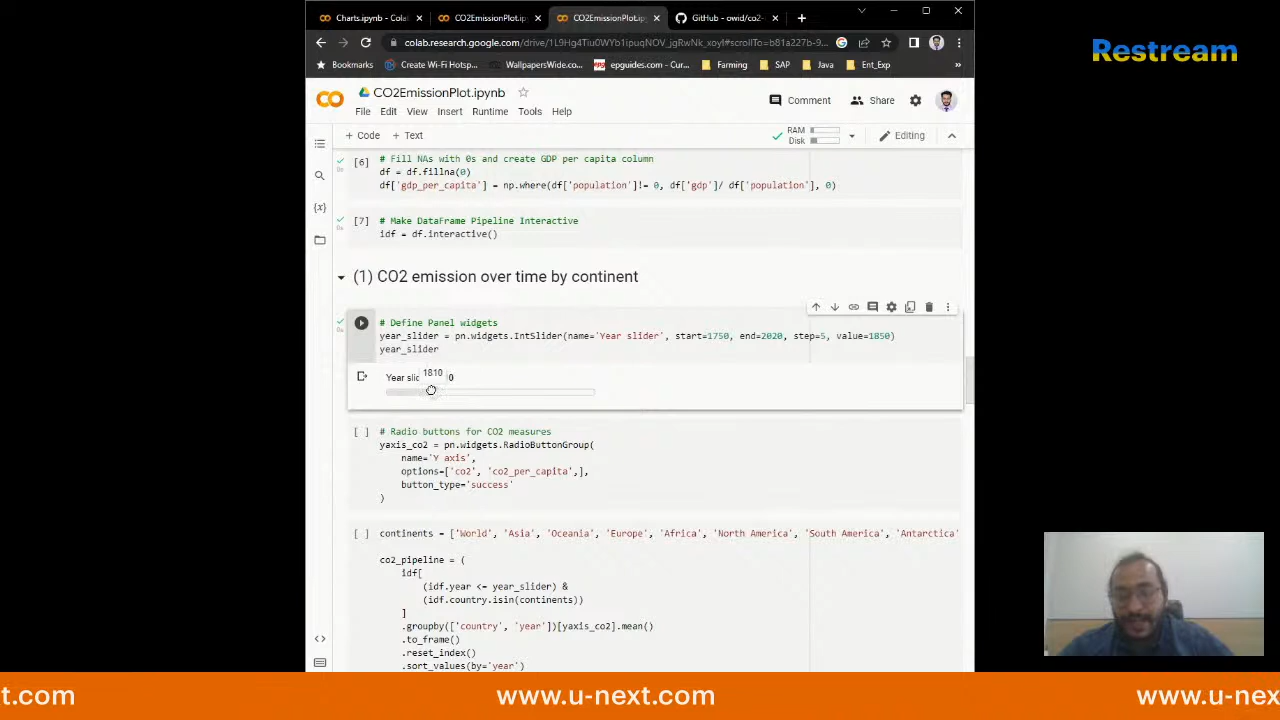 Charts.ipynb - Cola
CO2EmissionPlot.ip
CO2EmissionPlot.ip
GitHub - owid/co2-
Restream
colab.research.google.com/drive/1L9Hg4Tiu0WYb1ipuqNOV_jgRwNk_xoyI#scrollTo=b81a227b-9...
Bookmarks
Create Wi-Fi Hotsp...
WallpapersWide.co...
epguides.com - Cur...
Farming
SAP
Java
Ent_Exp
»
CO2EmissionPlot.ipynb
Comment
Share
File Edit View Insert Runtime Tools Help
+ Code + Text
RAM
Disk
Editing
[6] # Fill NAs with 0s and create GDP per capita column
df = df.fillna(0)
df['gdp_per_capita'] = np.where(df['population']!= 0, df['gdp']/ df['population'], 0)
[7] # Make DataFrame Pipeline Interactive
idf = df.interactive()
(1) CO2 emission over time by continent
# Define Panel widgets
year_slider = pn.widgets.IntSlider(name='Year slider', start=1750, end=2020, step=5, value=1850)
year_slider
Year slid 1810 0
[ ] # Radio buttons for CO2 measures
yaxis_co2 = pn.widgets.RadioButtonGroup(
name='Y axis',
options=['co2', 'co2_per_capita',],
button_type='success'
)
[ ] continents = ['World', 'Asia', 'Oceania', 'Europe', 'Africa', 'North America', 'South America', 'Antarctica'
co2_pipeline = (
idf[
(idf.year <= year_slider) &
(idf.country.isin(continents))
]
.groupby(['country', 'year'])[yaxis_co2].mean()
.to_frame()
.reset_index()
.sort_values(by='year')
xt.com www.u-next.com www.u-nex